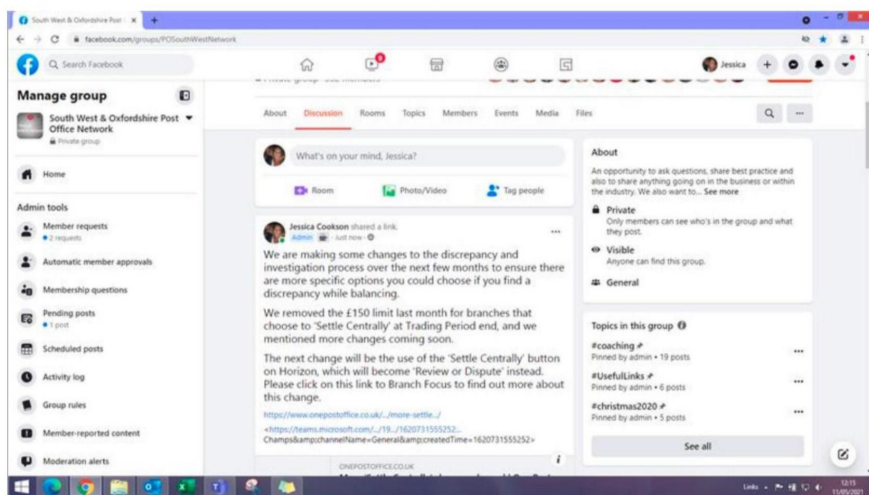 South West & Oxfordshire Post
facebook.com/groups/POSouthWestNetwork
Search Facebook
9
Jessica
Manage group
South West & Oxfordshire Post
Office Network
Private group
Home
Admin tools
Member requests
2 requests
Automatic member approvals
Membership questions
Pending posts
1 post
Scheduled posts
Activity log
Group rules
Member-reported content
Moderation alerts
About Discussion Rooms Topics Members Events Media Files
What's on your mind, Jessica?
Room Photo/Video Tag people
Jessica Cookson shared a link.
Admin · Just now ·
We are making some changes to the discrepancy and
investigation process over the next few months to ensure there
are more specific options you could choose if you find a
discrepancy while balancing.
We removed the £150 limit last month for branches that
choose to 'Settle Centrally' at Trading Period end, and we
mentioned more changes coming soon.
The next change will be the use of the 'Settle Centrally' button
on Horizon, which will become 'Review or Dispute' instead.
Please click on this link to Branch Focus to find out more about
this change.
https://www.onepostoffice.co.uk/.../more-settle.../
<https://teams.microsoft.com/.../19.../1620731555252...
Champs&amp;channelName=General&amp;createdTime=1620731555252>
ONEPOSTOFFICE.CO.UK
About
An opportunity to ask questions, share best practice and
also to share anything going on in the business or within
the industry. We also want to... See more
Private
Only members can see who's in the group and what
they post.
Visible
Anyone can find this group.
General
Topics in this group
#coaching
Pinned by admin • 19 posts
#UsefulLinks
Pinned by admin • 6 posts
#christmas2020
Pinned by admin • 5 posts
See all
Links
12:15
11/05/2021